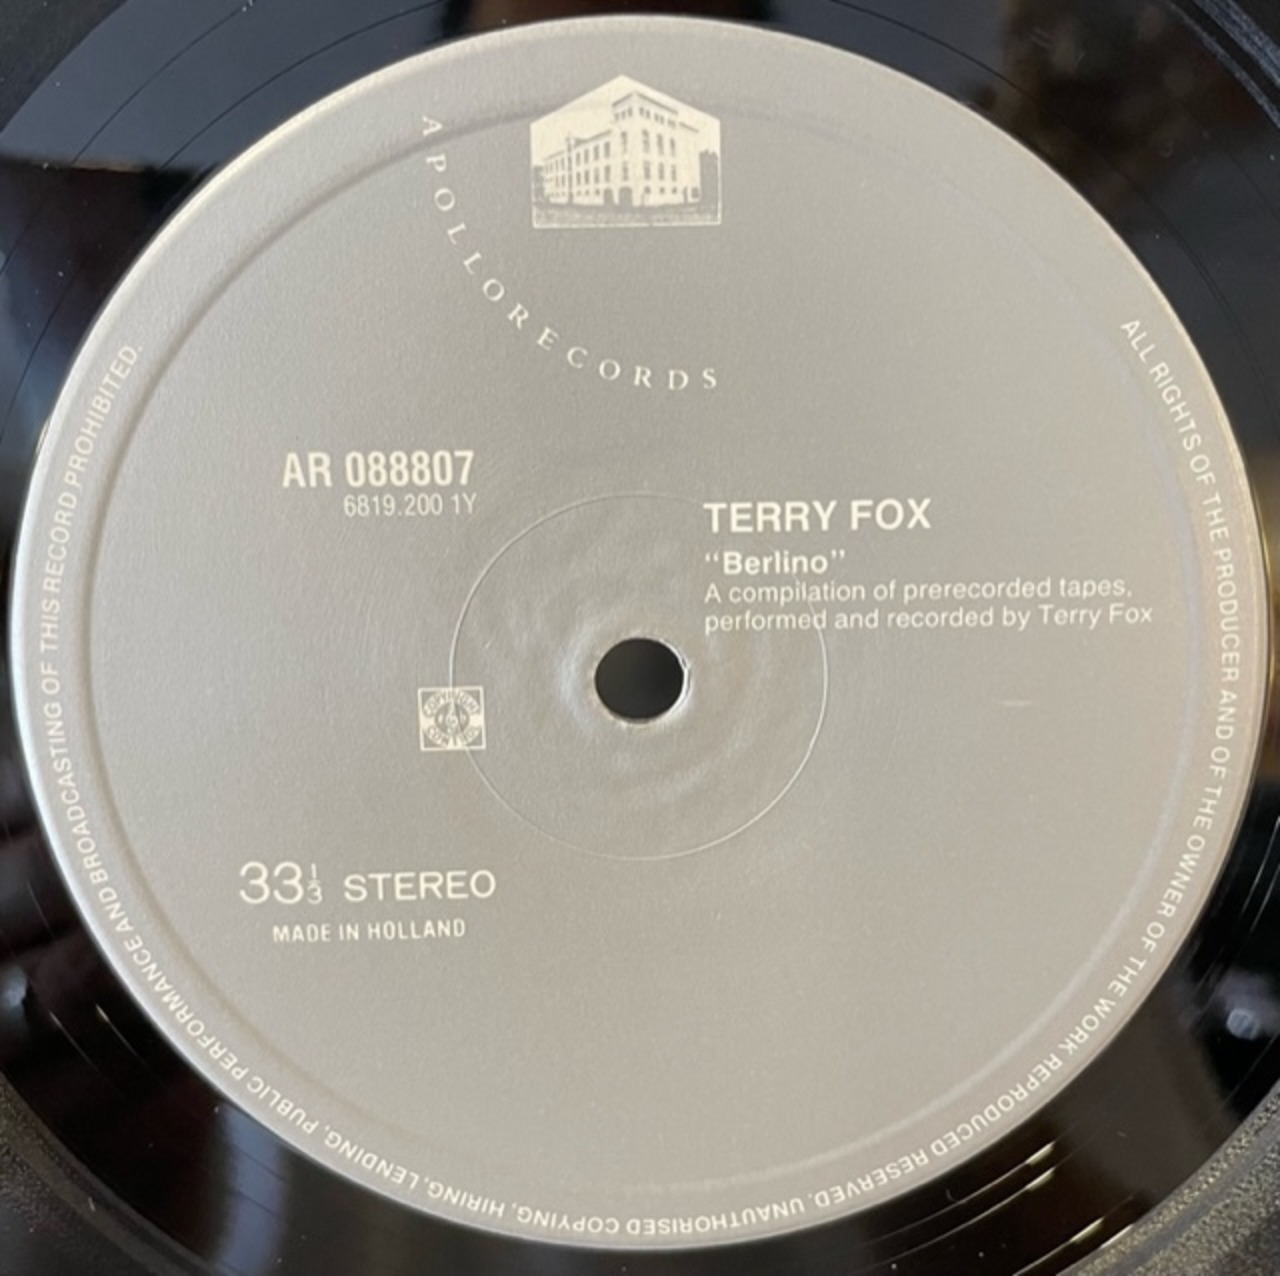 APOLLORECORDS
AR 088807
6819.200 1Y
TERRY FOX
“Berlino”
A compilation of prerecorded tapes,
performed and recorded by Terry Fox
COPYRIGHT
CONTROL
33⅓ STEREO
MADE IN HOLLAND
ALL RIGHTS OF THE PRODUCER AND OF THE OWNER OF THE WORK REPRODUCED RESERVED. UNAUTHORISED COPYING, HIRING, LENDING, PUBLIC PERFORMANCE AND BROADCASTING OF THIS RECORD PROHIBITED.